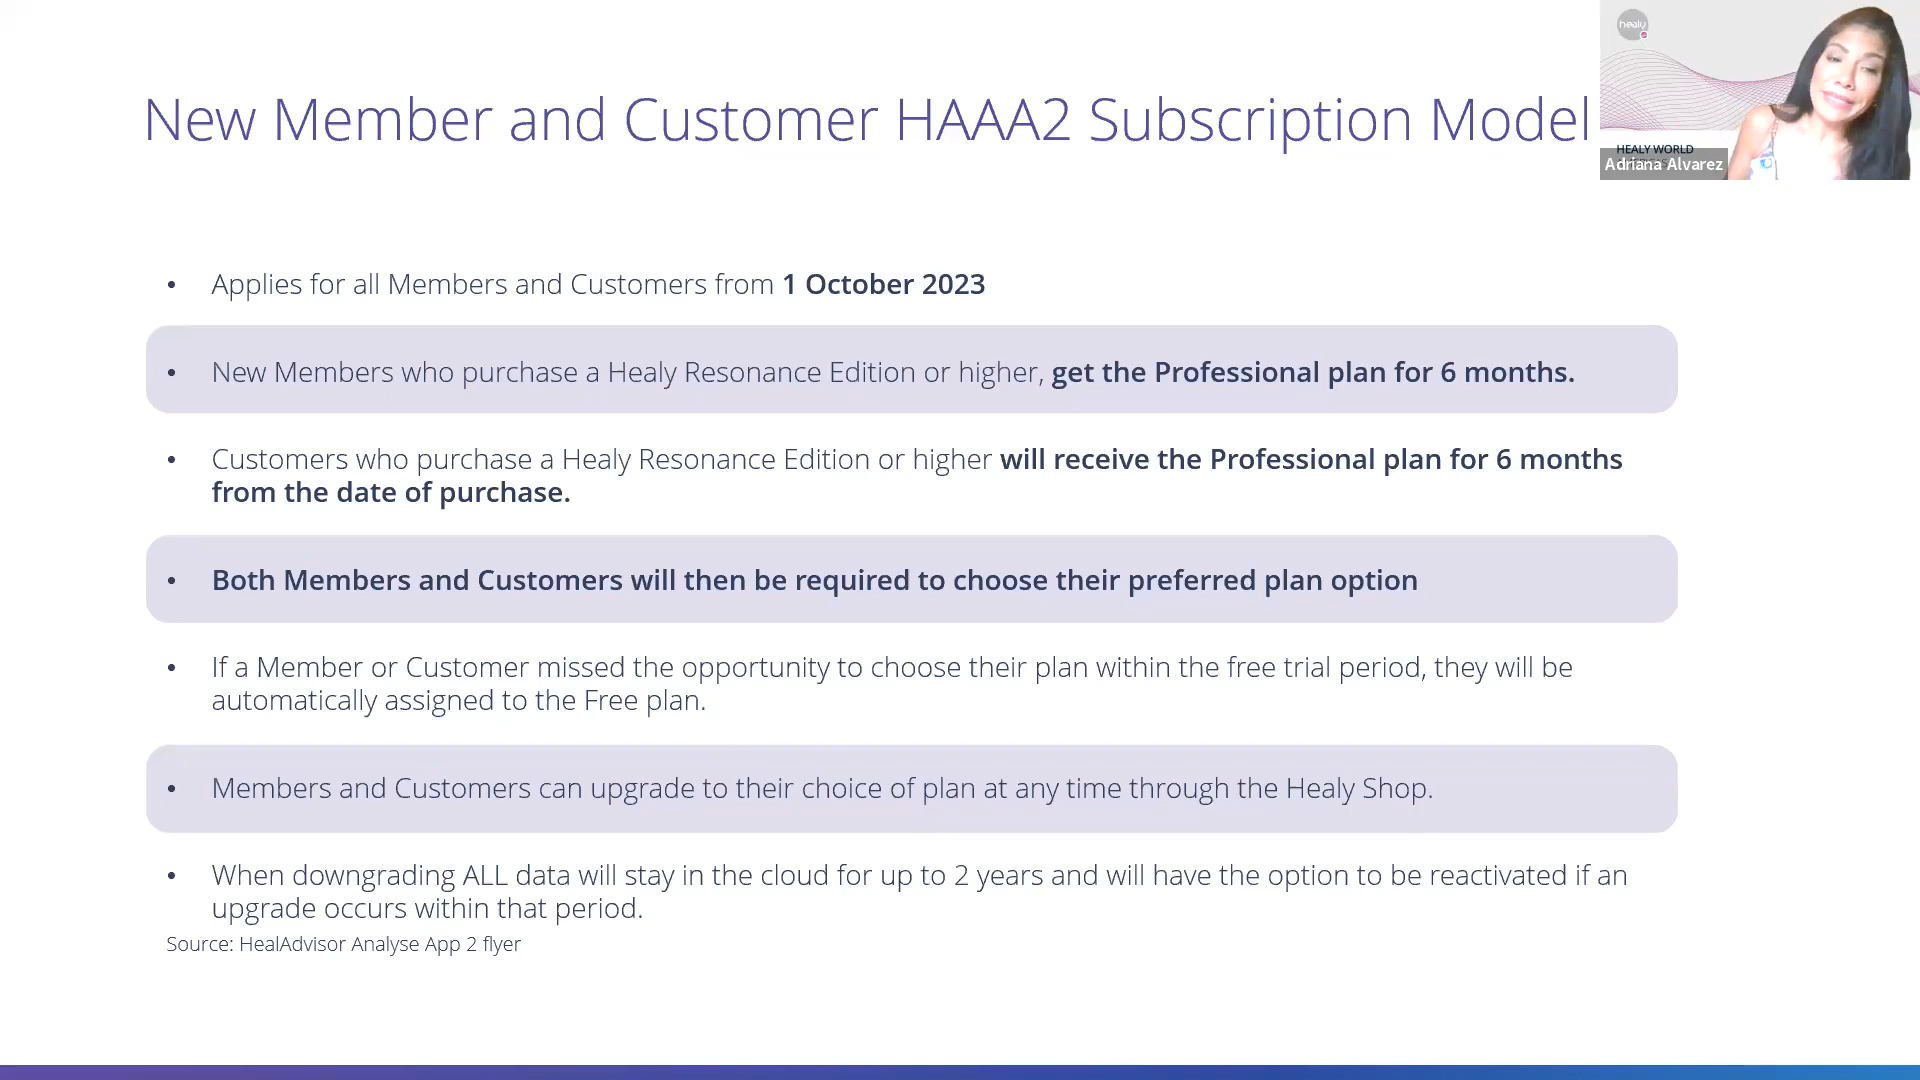 healy
HEALY WORLD
Adriana Alvarez
New Member and Customer HAAA2 Subscription Model
• Applies for all Members and Customers from 1 October 2023
• New Members who purchase a Healy Resonance Edition or higher, get the Professional plan for 6 months.
• Customers who purchase a Healy Resonance Edition or higher will receive the Professional plan for 6 months
from the date of purchase.
• Both Members and Customers will then be required to choose their preferred plan option
• If a Member or Customer missed the opportunity to choose their plan within the free trial period, they will be
automatically assigned to the Free plan.
• Members and Customers can upgrade to their choice of plan at any time through the Healy Shop.
• When downgrading ALL data will stay in the cloud for up to 2 years and will have the option to be reactivated if an
upgrade occurs within that period.
Source: HealAdvisor Analyse App 2 flyer